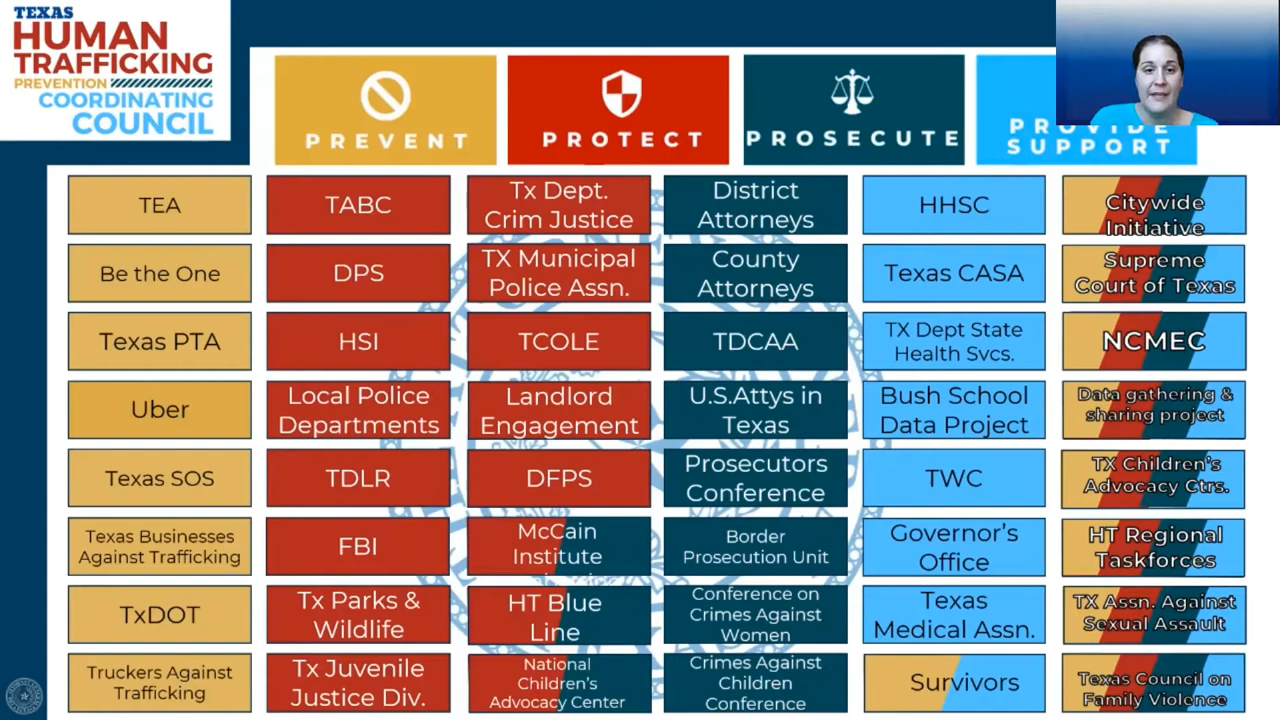 TEXAS
HUMAN
TRAFFICKING
PREVENTION
COORDINATING
COUNCIL
PREVENT
PROTECT
PROSECUTE
PROVIDE
SUPPORT
TEA
TABC
Tx Dept.
Crim Justice
District
Attorneys
HHSC
Citywide
Initiative
Be the One
DPS
TX Municipal
Police Assn.
County
Attorneys
Texas CASA
Supreme
Court of Texas
Texas PTA
HSI
TCOLE
TDCAA
TX Dept State
Health Svcs.
NCMEC
Uber
Local Police
Departments
Landlord
Engagement
U.S.Attys in
Texas
Bush School
Data Project
Data gathering &
sharing project
Texas SOS
TDLR
DFPS
Prosecutors
Conference
TWC
TX Children's
Advocacy Ctrs.
Texas Businesses
Against Trafficking
FBI
McCain
Institute
Border
Prosecution Unit
Governor's
Office
HT Regional
Taskforces
TxDOT
Tx Parks &
Wildlife
HT Blue
Line
Conference on
Crimes Against
Women
Texas
Medical Assn.
TX Assn. Against
Sexual Assault
Truckers Against
Trafficking
Tx Juvenile
Justice Div.
National
Children's
Advocacy Center
Crimes Against
Children
Conference
Survivors
Texas Council on
Family Violence